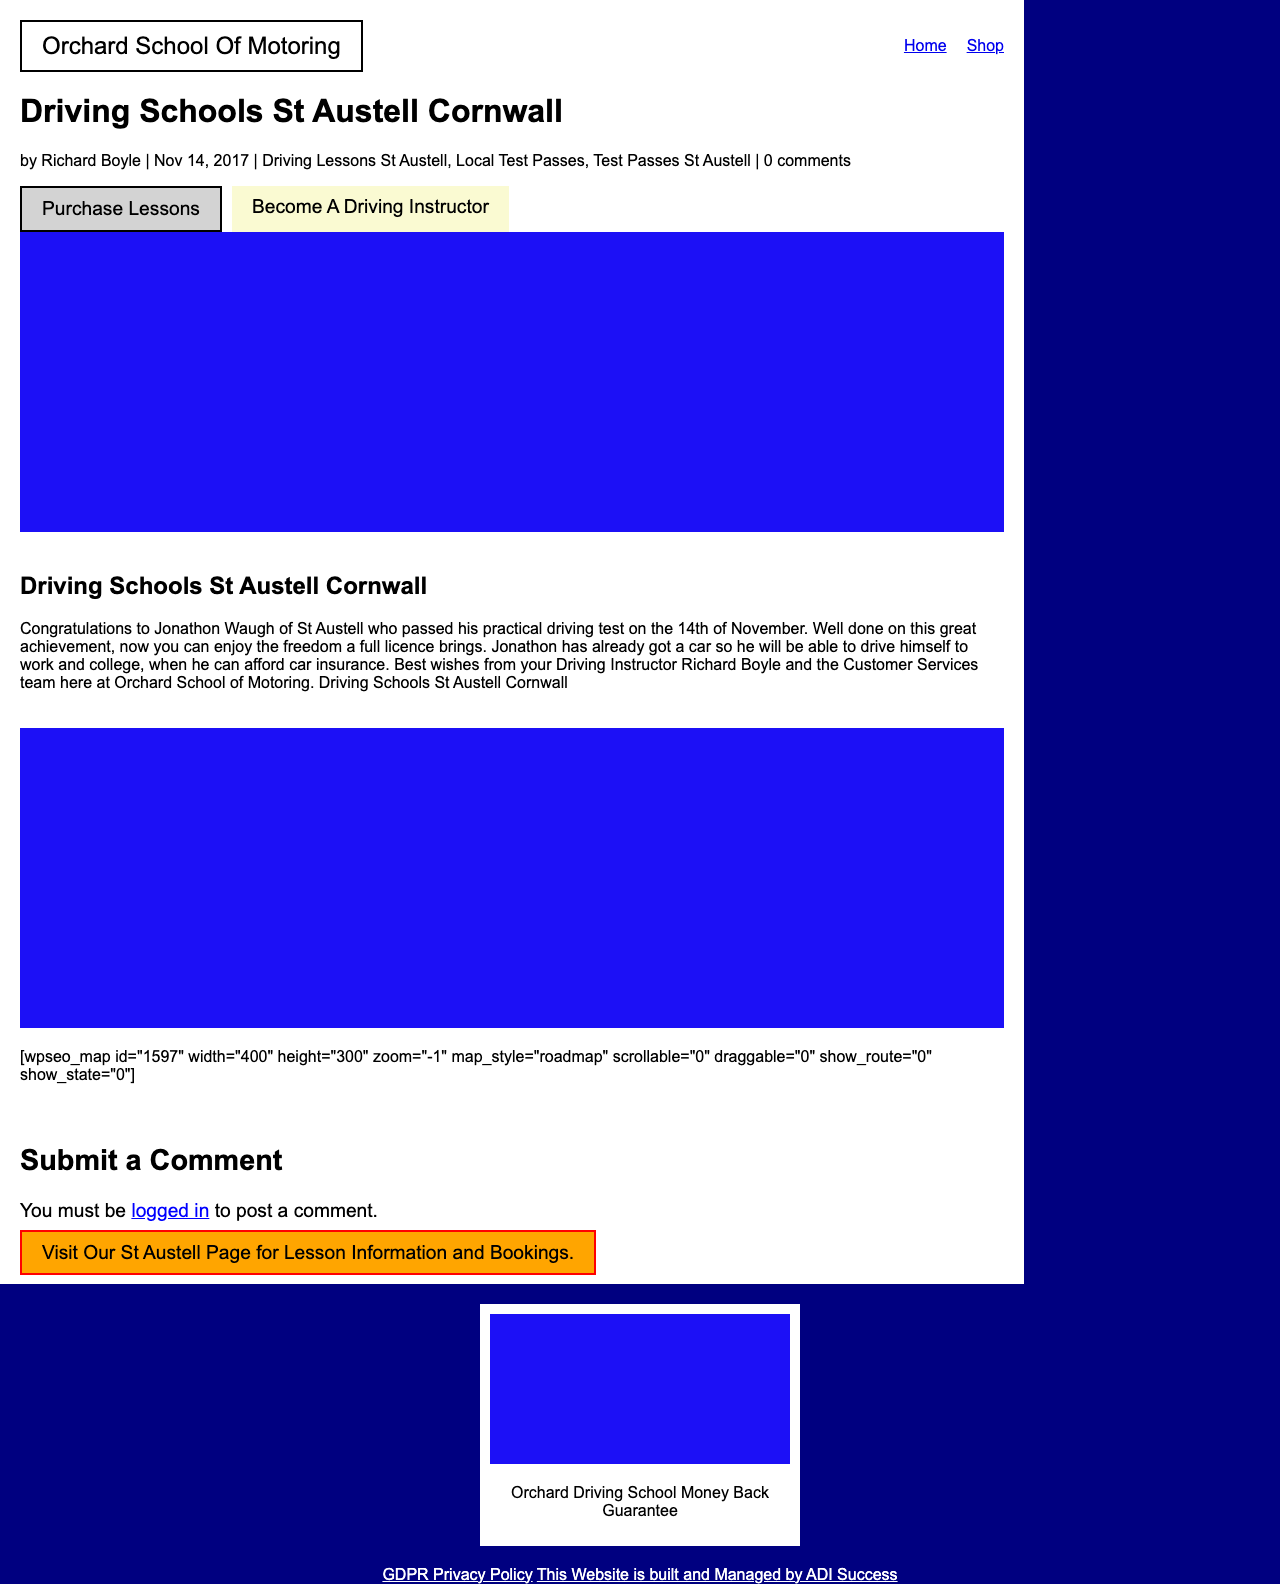 Orchard School Of Motoring
Home Shop
Driving Schools St Austell Cornwall
by Richard Boyle | Nov 14, 2017 | Driving Lessons St Austell, Local Test Passes, Test Passes St Austell | 0 comments
Purchase Lessons
Become A Driving Instructor
Driving Schools St Austell Cornwall
Congratulations to Jonathon Waugh of St Austell who passed his practical driving test on the 14th of November. Well done on this great
achievement, now you can enjoy the freedom a full licence brings. Jonathon has already got a car so he will be able to drive himself to
work and college, when he can afford car insurance. Best wishes from your Driving Instructor Richard Boyle and the Customer Services
team here at Orchard School of Motoring. Driving Schools St Austell Cornwall
[wpseo_map id="1597" width="400" height="300" zoom="-1" map_style="roadmap" scrollable="0" draggable="0" show_route="0"
show_state="0"]
Submit a Comment
You must be logged in to post a comment.
Visit Our St Austell Page for Lesson Information and Bookings.
Orchard Driving School Money Back
Guarantee
GDPR Privacy Policy This Website is built and Managed by ADI Success